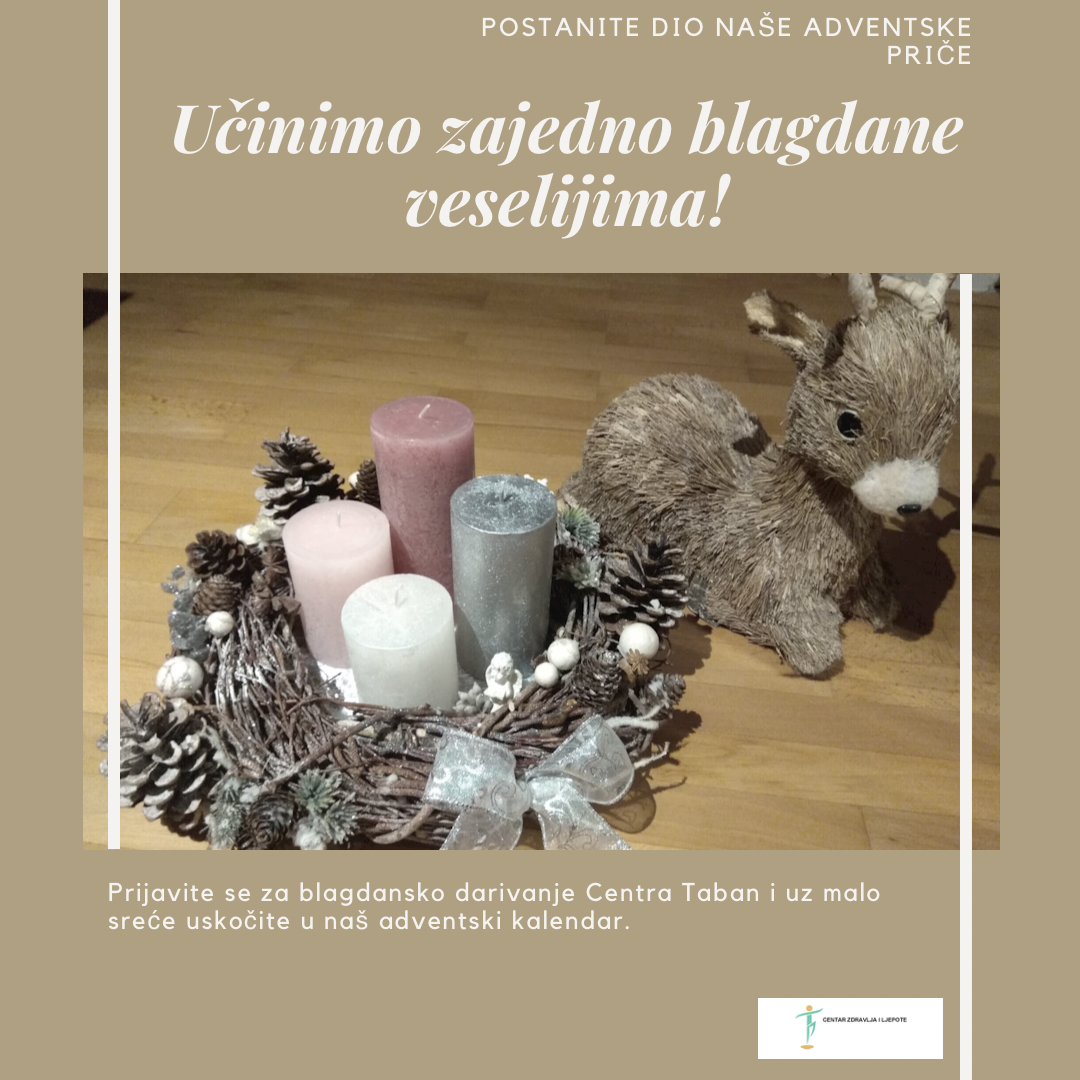 POSTANITE DIO NAŠE ADVENTSKE
PRIČE
Učinimo zajedno blagdane
veselijima!
Prijavite se za blagdansko darivanje Centra Taban i uz malo
sreće uskočite u naš adventski kalendar.
CENTAR ZDRAVLJA I LJEPOTE